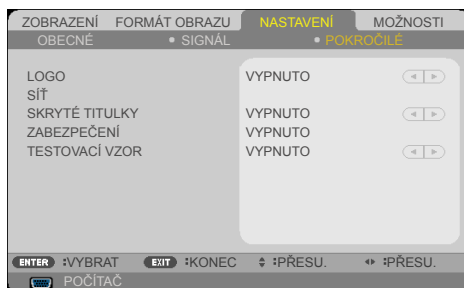 ZOBRAZENÍ FORMÁT OBRAZU NASTAVENÍ MOŽNOSTI
OBECNÉ • SIGNÁL • POKROČILÉ
LOGO VYPNUTO
SÍŤ
SKRYTÉ TITULKY VYPNUTO
ZABEZPEČENÍ VYPNUTO
TESTOVACÍ VZOR VYPNUTO
ENTER :VYBRAT EXIT :KONEC :PŘESU. :PŘESU.
POČÍTAČ